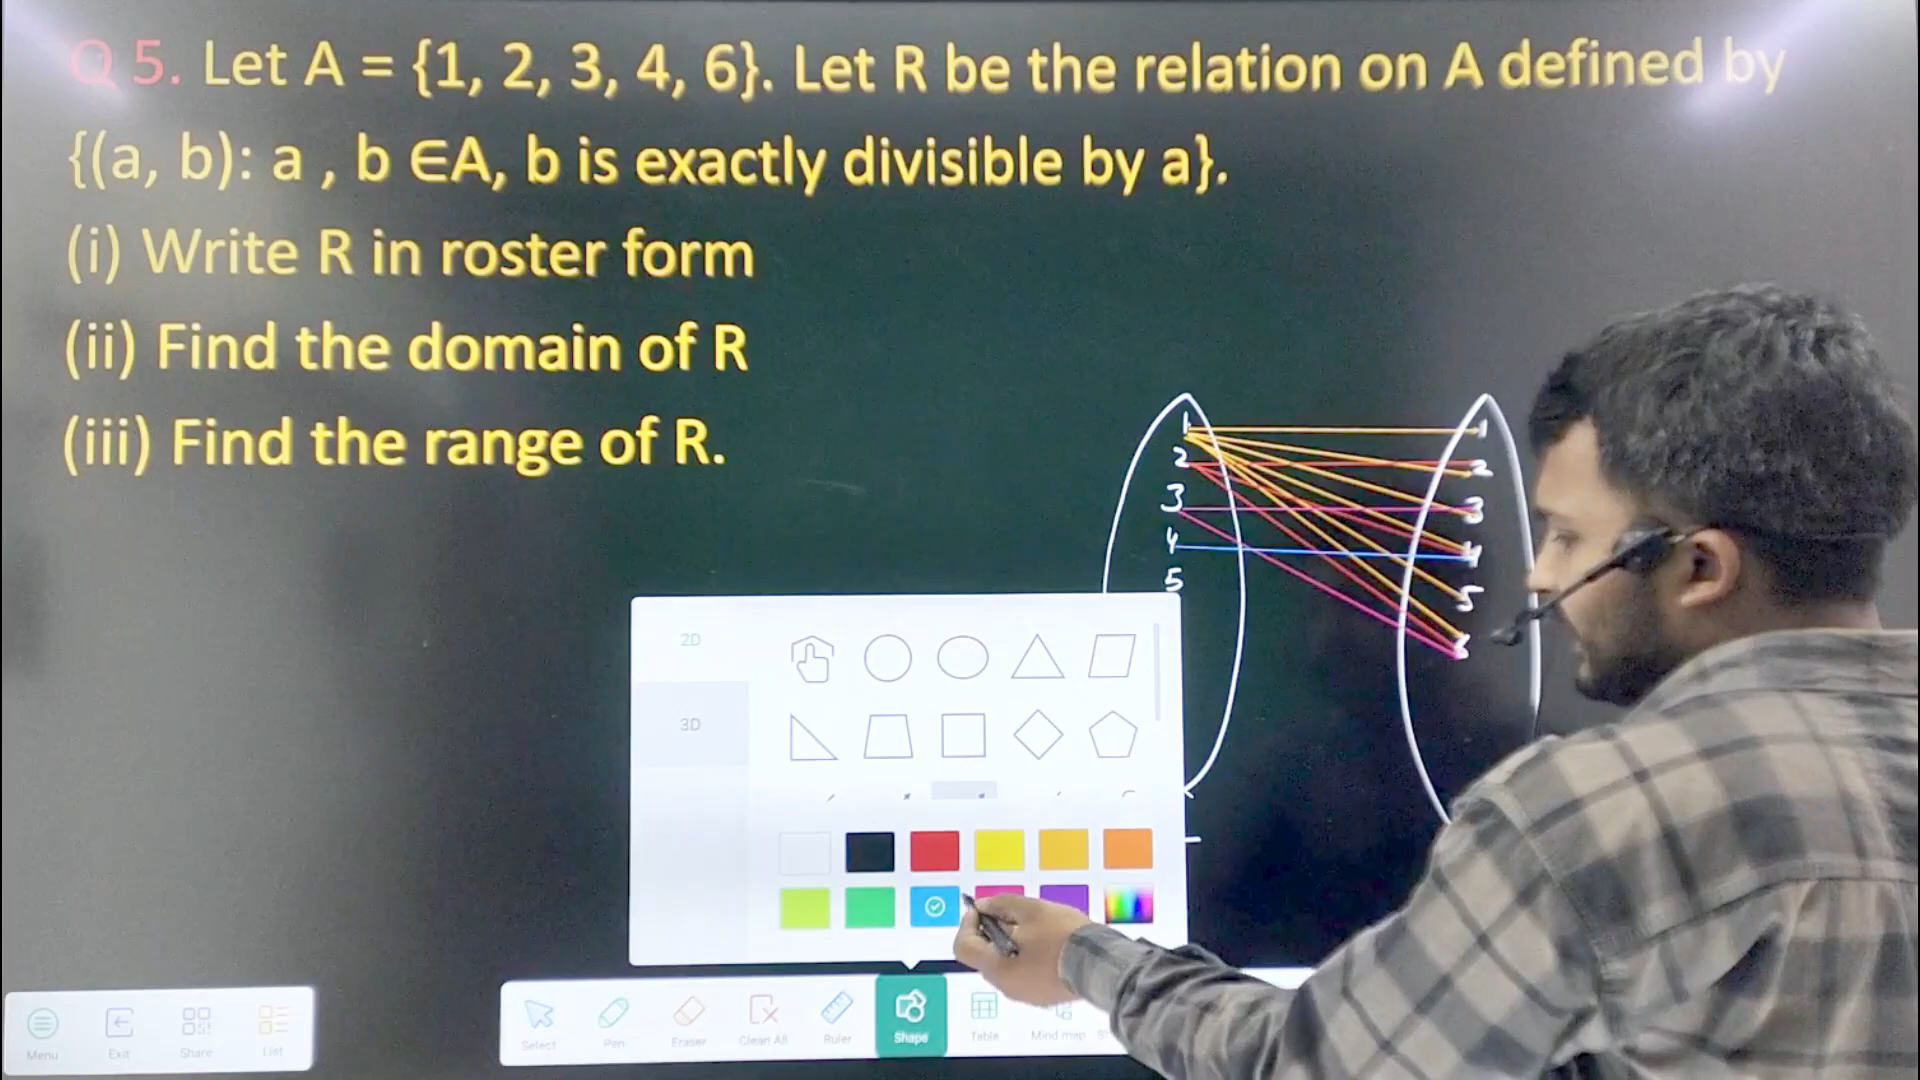 Q 5. Let A = {1, 2, 3, 4, 6}. Let R be the relation on A defined by
{(a, b): a , b ∈A, b is exactly divisible by a}.
(i) Write R in roster form
(ii) Find the domain of R
(iii) Find the range of R.
1
2
3
4
5
1
2
3
4
5
6
2D
3D
Menu
Exit
Share
List
Select
Pen
Eraser
Clean All
Ruler
Shape
Table
Mind map